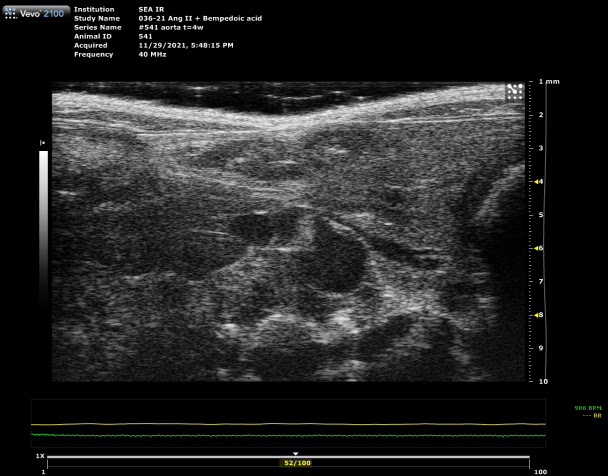 Vevo 2100
Institution SEA IR
Study Name 036-21 Ang II + Bempedoic acid
Series Name #541 aorta t=4w
Animal ID 541
Acquired 11/29/2021, 5:48:15 PM
Frequency 40 MHz
1 mm
2
3
4
5
6
7
8
9
10
906 BPM
--- RR
1X
52/100
1
100